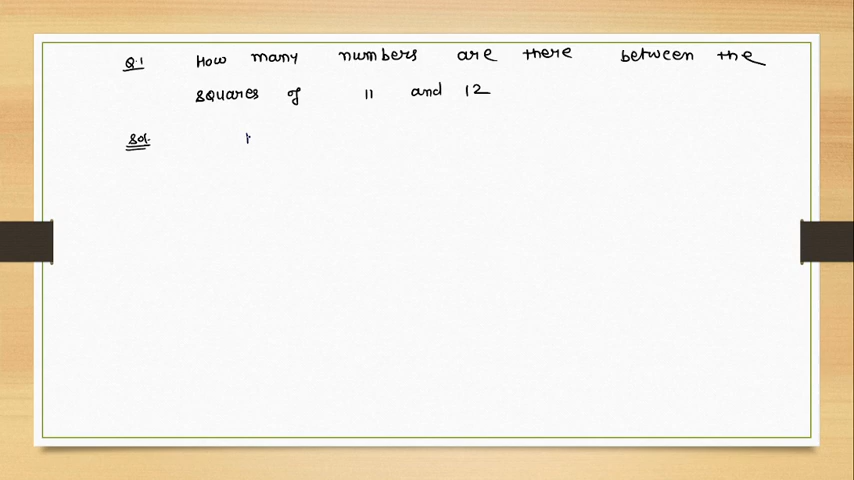 Q.1 How many numbers are there between the
squares of 11 and 12
Sol.